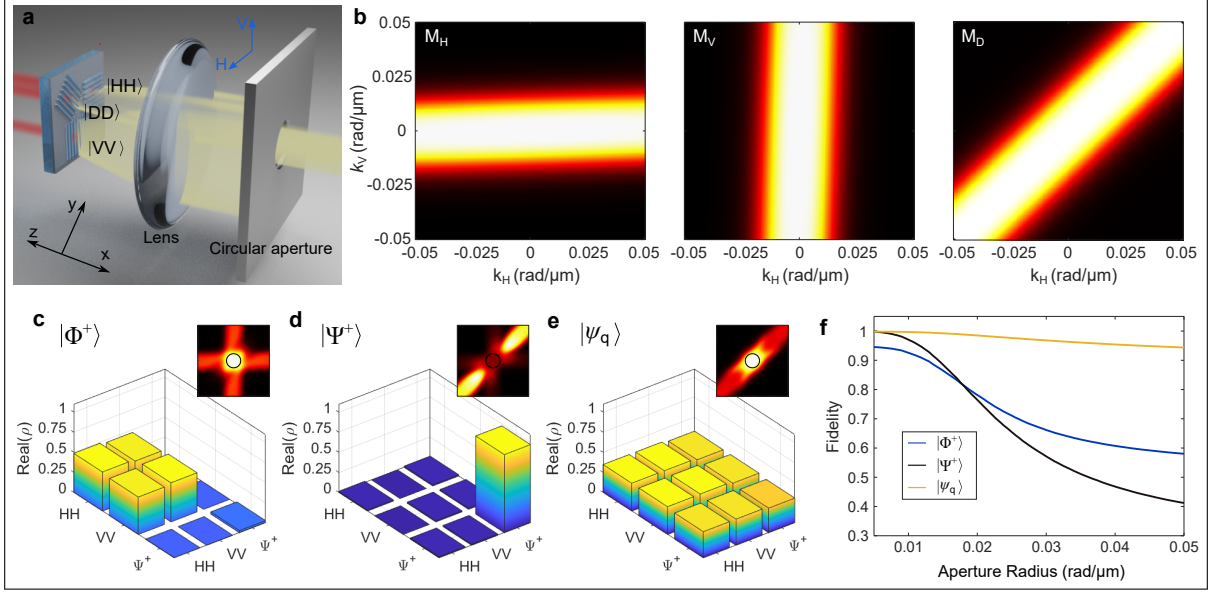 a
V
H
|HH⟩
|DD⟩
|VV⟩
y
z
x
Lens
Circular aperture
b
M_H
M_V
M_D
k_V (rad/μm)
0.05
0.025
0
-0.025
-0.05
-0.05 -0.025 0 0.025 0.05
k_H (rad/μm)
-0.05 -0.025 0 0.025 0.05
k_H (rad/μm)
-0.05 -0.025 0 0.025 0.05
k_H (rad/μm)
c
|Φ⁺⟩
Real(ρ)
1
0.75
0.5
0.25
0
HH
VV
Ψ⁺
HH
VV
Ψ⁺
d
|Ψ⁺⟩
Real(ρ)
1
0.75
0.5
0.25
0
HH
VV
Ψ⁺
HH
VV
Ψ⁺
e
|ψ_q⟩
Real(ρ)
1
0.75
0.5
0.25
0
HH
VV
Ψ⁺
HH
VV
Ψ⁺
f
Fidelity
1
0.9
0.8
0.7
0.6
0.5
0.4
0.3
|Φ⁺⟩
|Ψ⁺⟩
|ψ_q⟩
0.01 0.02 0.03 0.04 0.05
Aperture Radius (rad/μm)